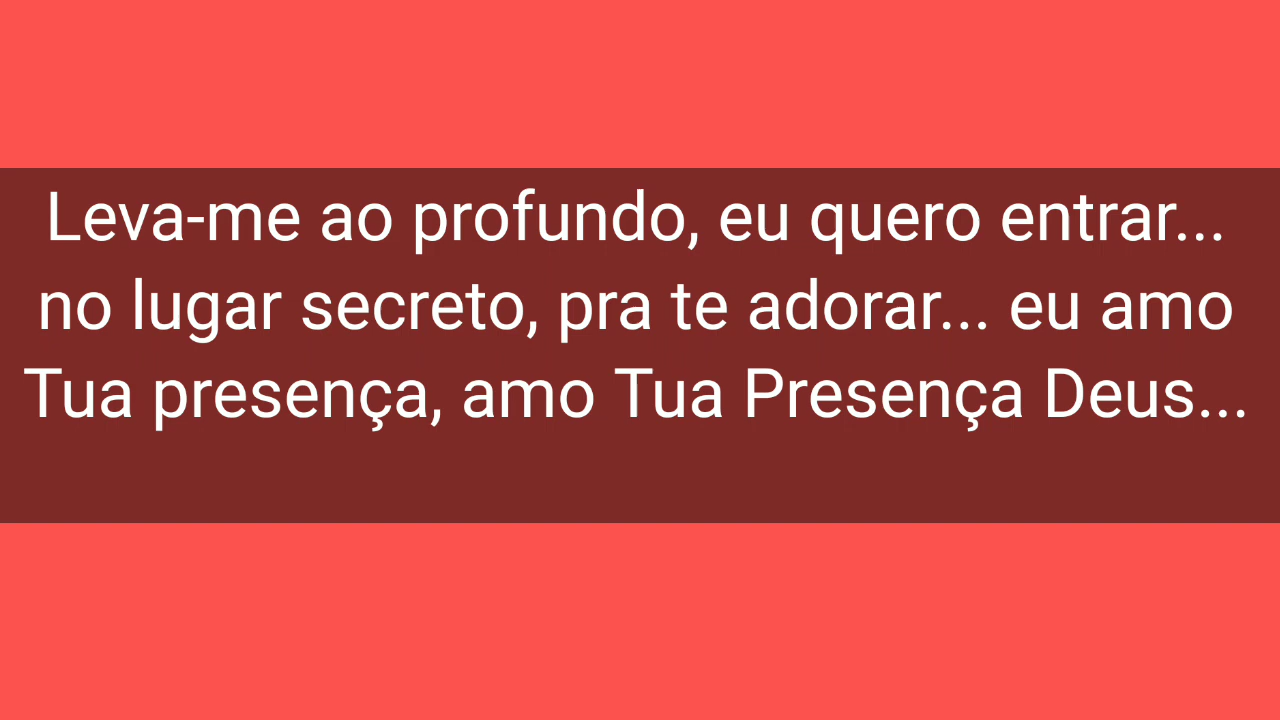 Leva-me ao profundo, eu quero entrar...
no lugar secreto, pra te adorar... eu amo
Tua presença, amo Tua Presença Deus...